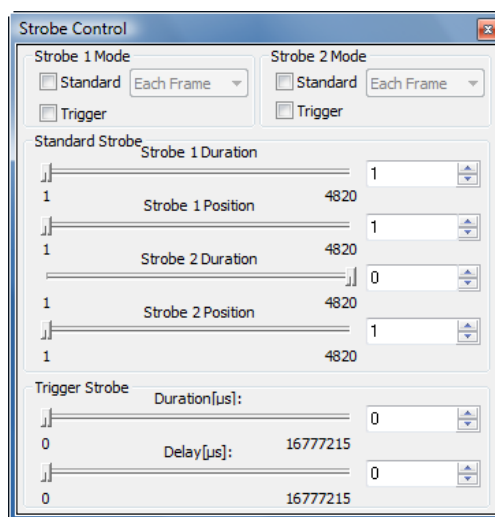 Strobe Control
Strobe 1 Mode
Standard Each Frame
Trigger
Strobe 2 Mode
Standard Each Frame
Trigger
Standard Strobe
Strobe 1 Duration
1
1 4820
Strobe 1 Position
1
1 4820
Strobe 2 Duration
0
1 4820
Strobe 2 Position
1
1 4820
Trigger Strobe
Duration[µs]:
0
0 16777215
Delay[µs]:
0
0 16777215